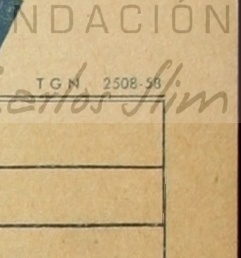 NDACIÓN
TGN 2508-58
Carlos Slim